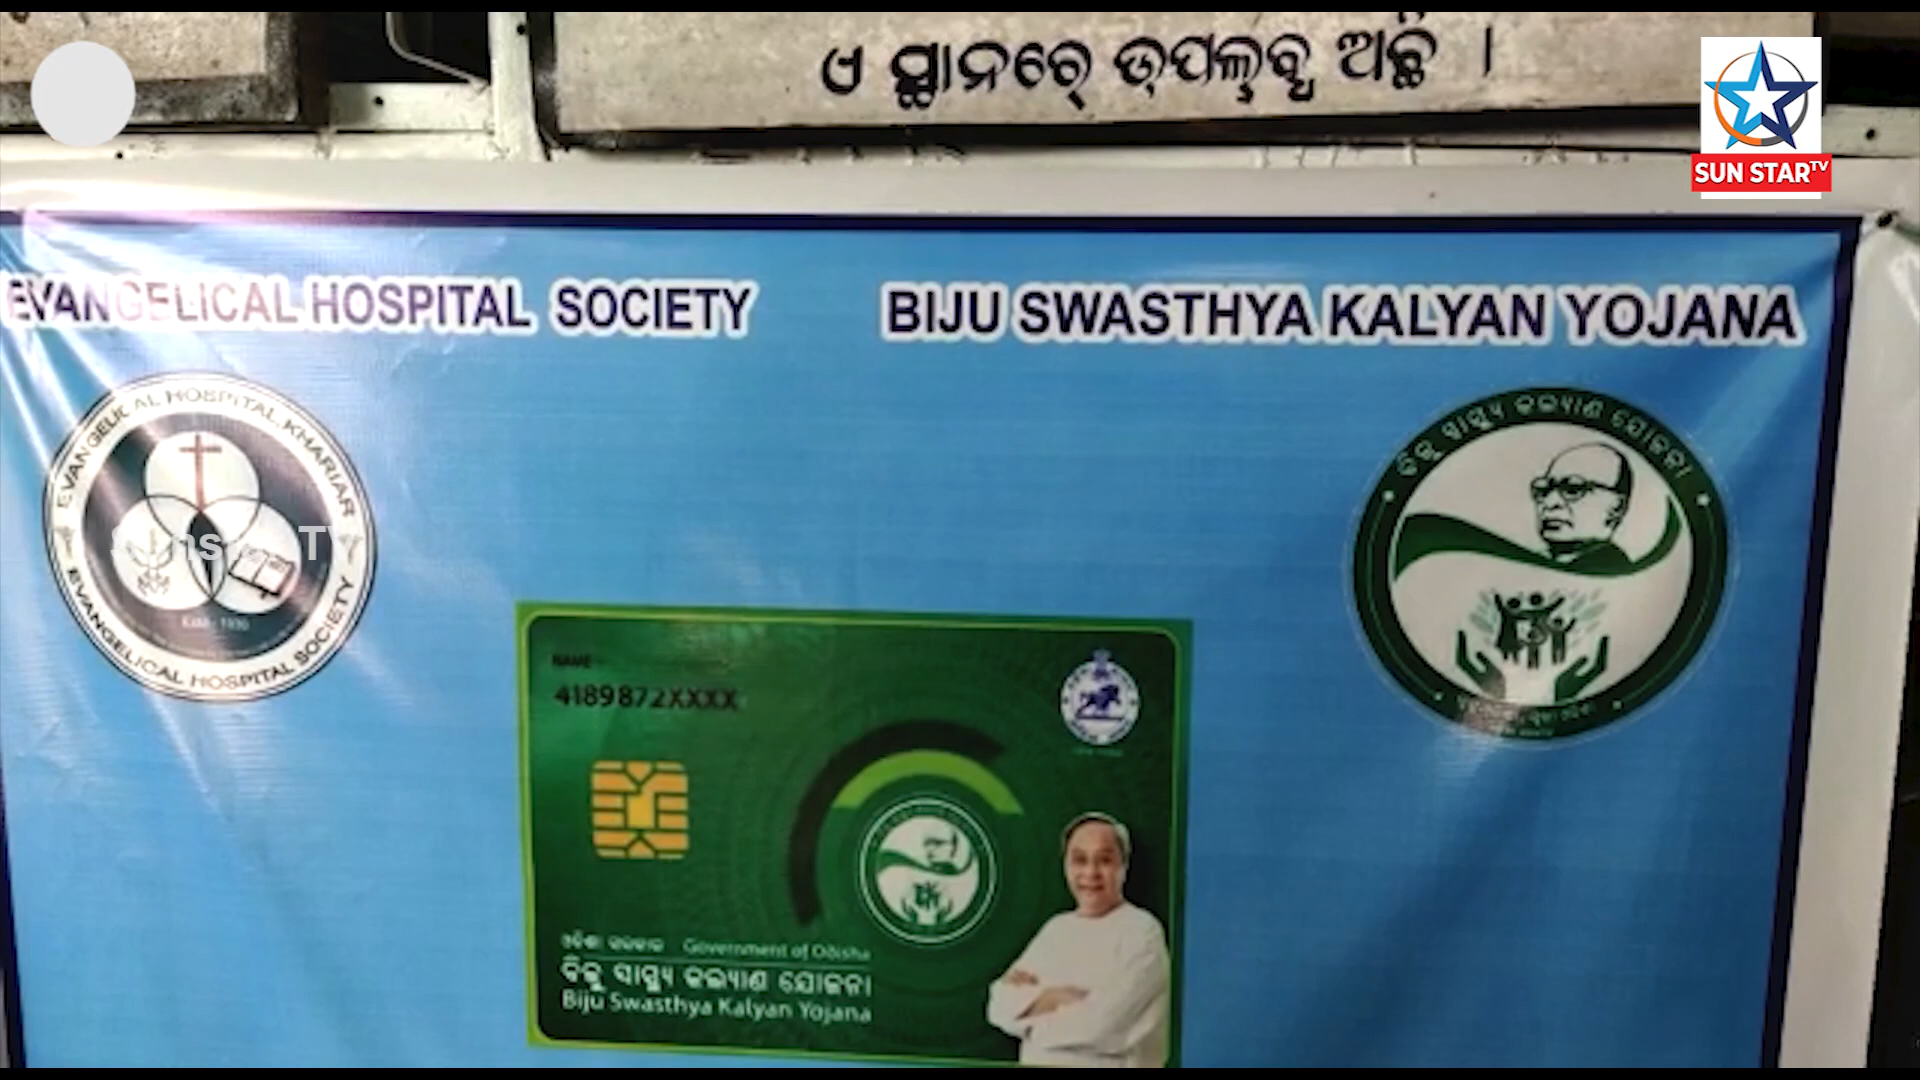 ଓ ସ୍ଥାନରେ ଉପଲବ୍ଧ ଅଛି ।
SUN STAR TV
EVANGELICAL HOSPITAL SOCIETY
BIJU SWASTHYA KALYAN YOJANA
EVANGELICAL HOSPITAL, KHARIAR
EVANGELICAL HOSPITAL SOCIETY
ବିଜୁ ସ୍ୱାସ୍ଥ୍ୟ କଲ୍ୟାଣ ଯୋଜନା
NAME
4189872XXXX
ଓଡ଼ିଶା ସରକାର Government of Odisha
ବିଜୁ ସ୍ୱାସ୍ଥ୍ୟ କଲ୍ୟାଣ ଯୋଜନା
Biju Swasthya Kalyan Yojana